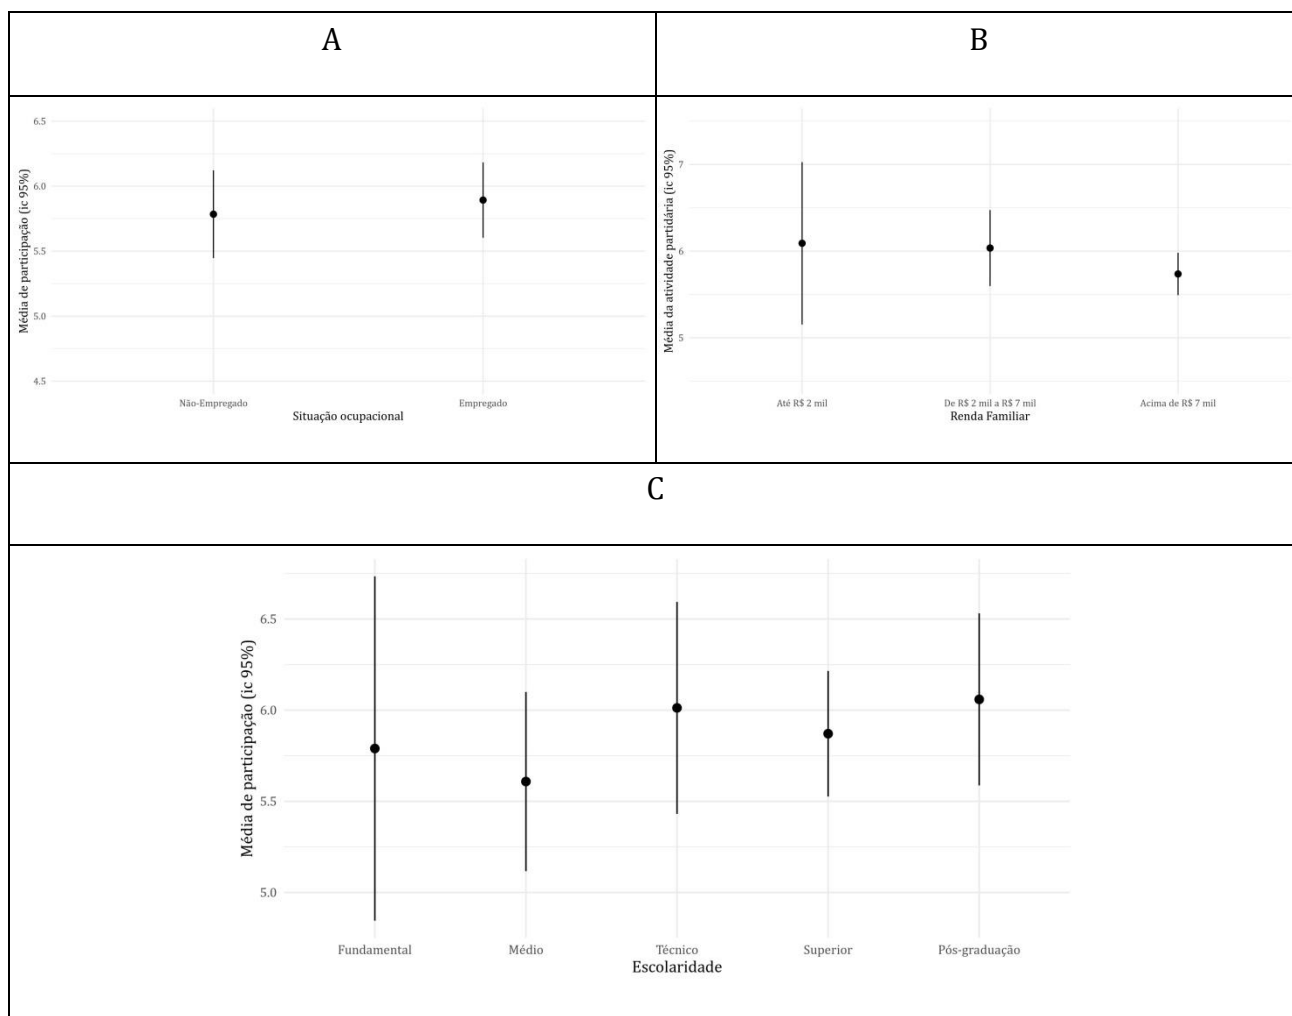 A
B
Média de participação (ic 95%)
6.5
6.0
5.5
5.0
4.5
Não-Empregado
Empregado
Situação ocupacional
Média da atividade partidária (ic 95%)
7
6
5
Até R$ 2 mil
De R$ 2 mil a R$ 7 mil
Acima de R$ 7 mil
Renda Familiar
C
Média de participação (ic 95%)
6.5
6.0
5.5
5.0
Fundamental
Médio
Técnico
Superior
Pós-graduação
Escolaridade